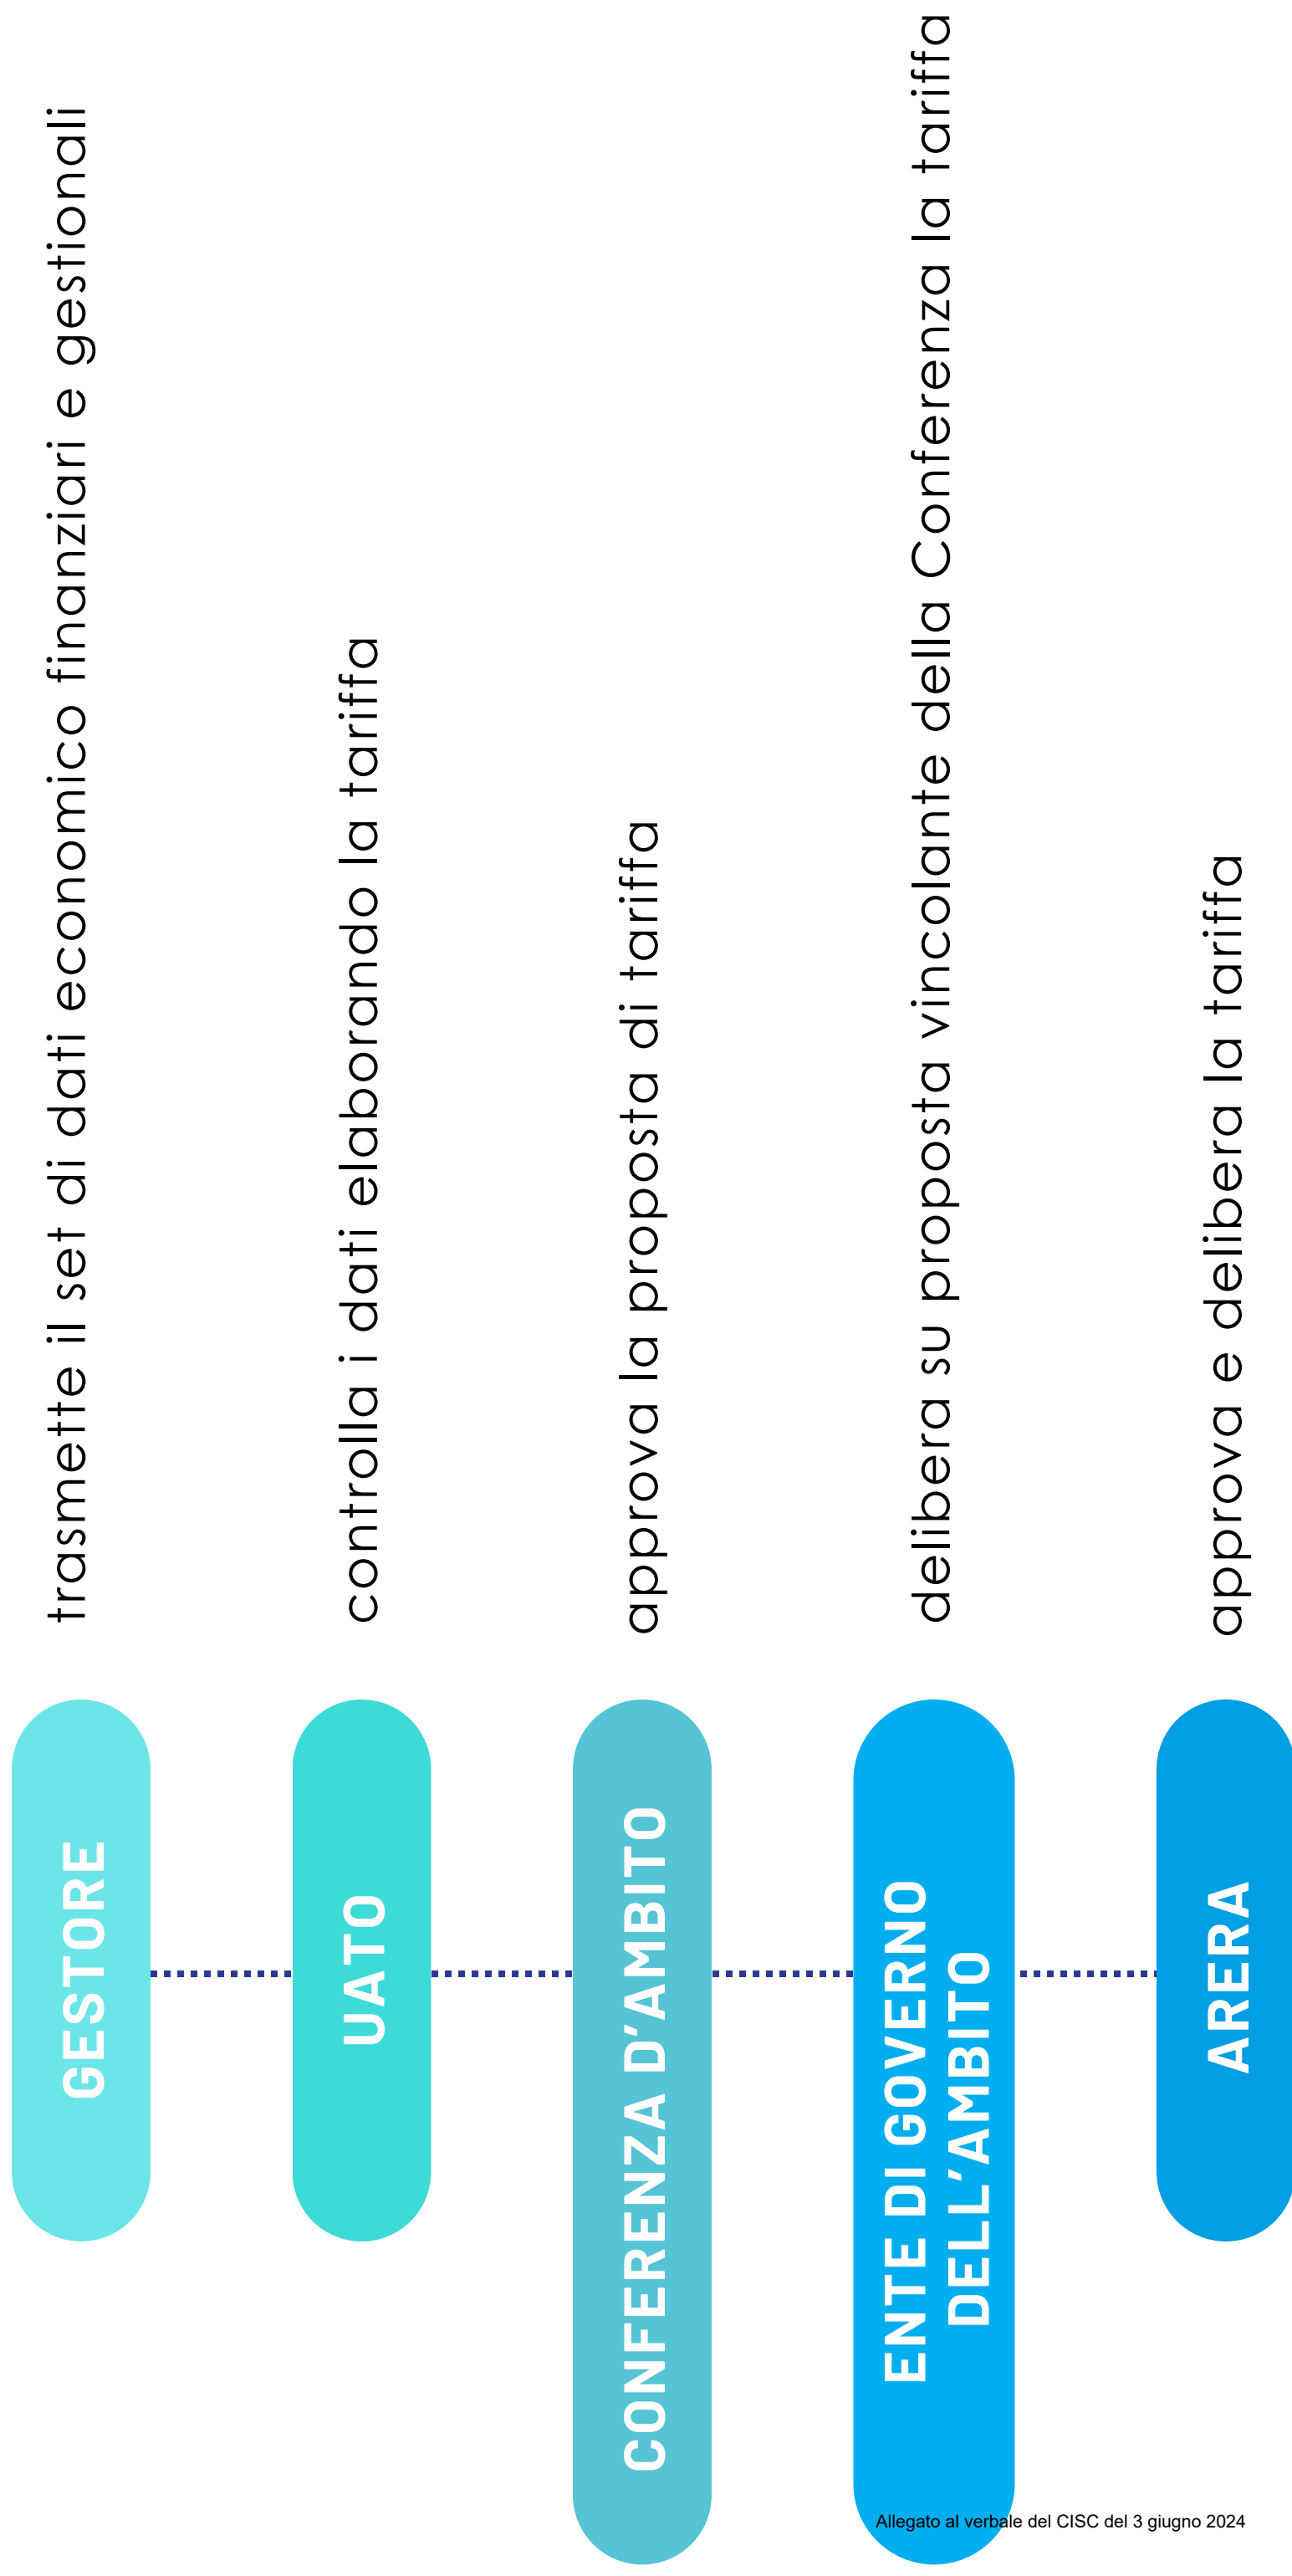 GESTORE
trasmette il set di dati economico finanziari e gestionali
UATO
controlla i dati elaborando la tariffa
CONFERENZA D'AMBITO
approva la proposta di tariffa
ENTE DI GOVERNO
DELL'AMBITO
delibera su proposta vincolante della Conferenza la tariffa
ARERA
approva e delibera la tariffa
Allegato al verbale del CISC del 3 giugno 2024